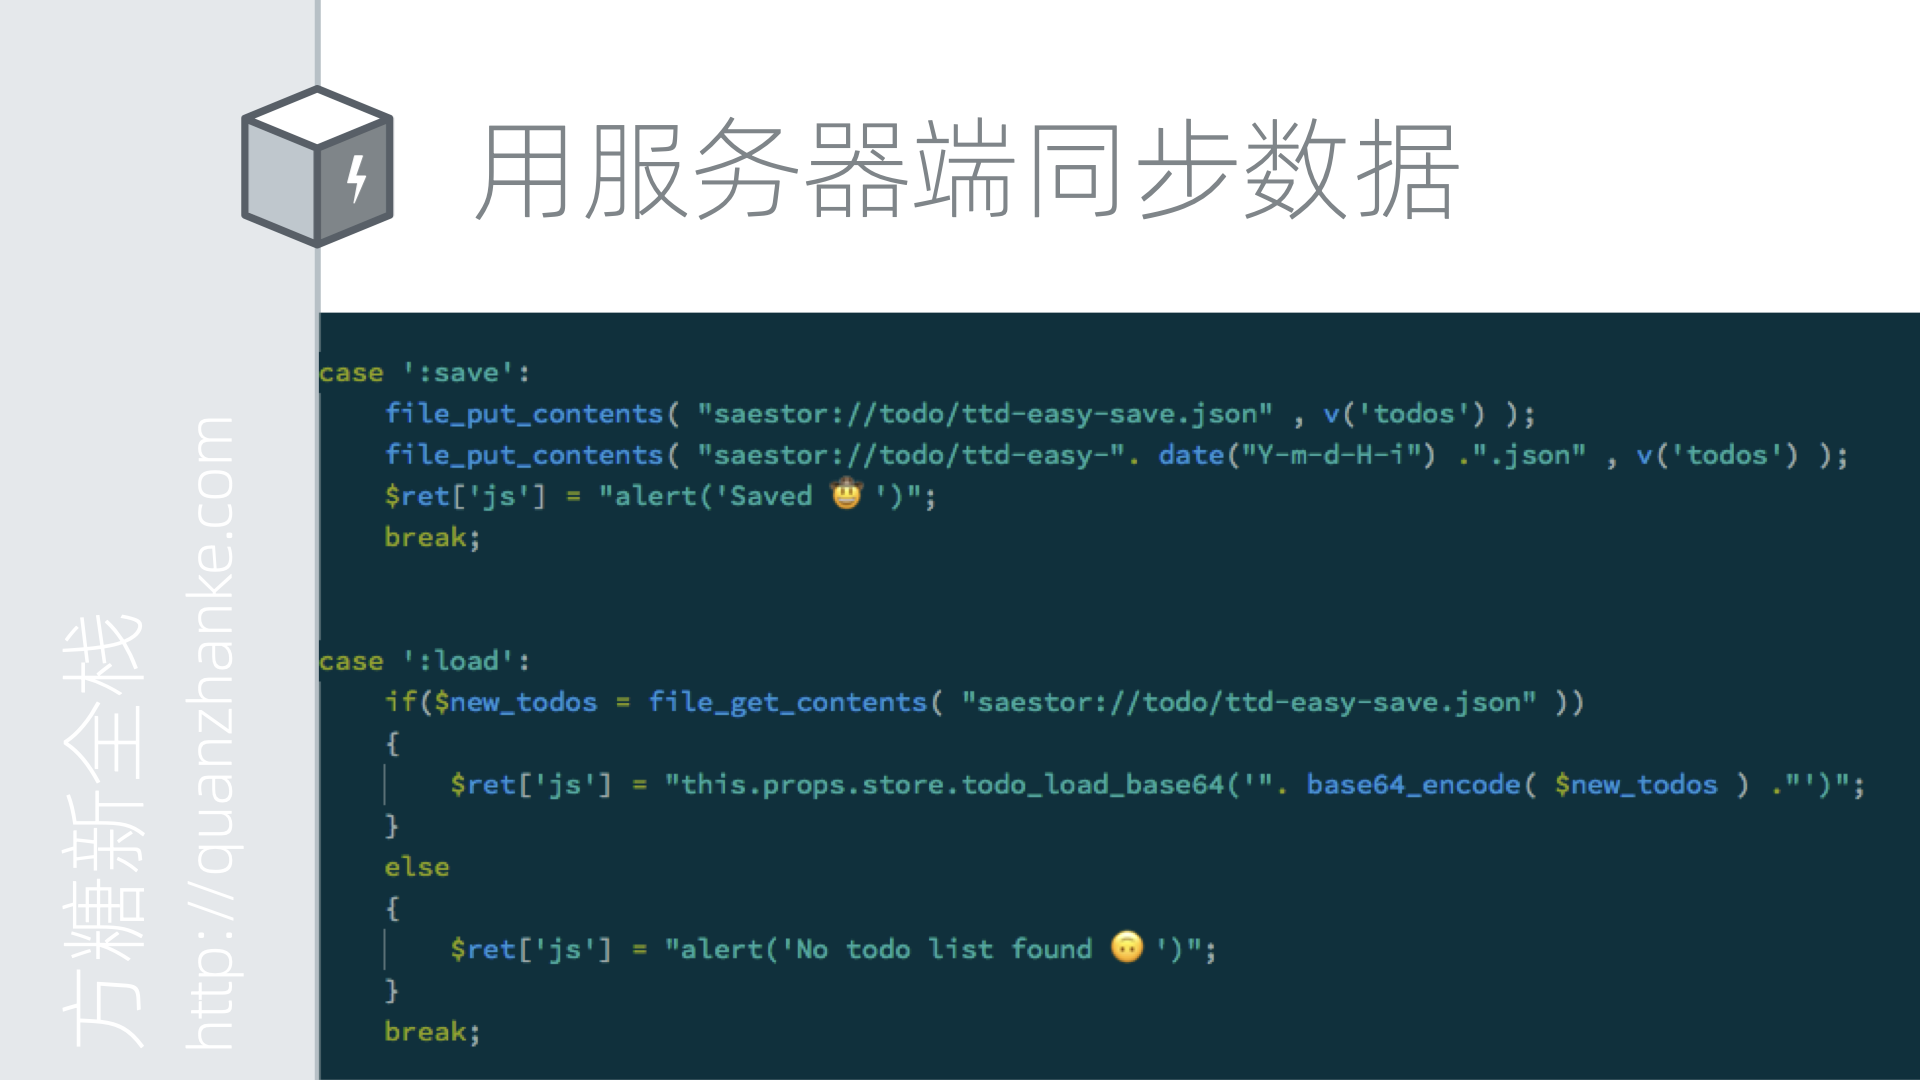 用服务器端同步数据
case ':save':
    file_put_contents( "saestor://todo/ttd-easy-save.json" , v('todos') );
    file_put_contents( "saestor://todo/ttd-easy-". date("Y-m-d-H-i") .".json" , v('todos') );
    $ret['js'] = "alert('Saved 🤠 ')";
    break;
case ':load':
    if($new_todos = file_get_contents( "saestor://todo/ttd-easy-save.json" ))
    {
        $ret['js'] = "this.props.store.todo_load_base64('". base64_encode( $new_todos ) ."')";
    }
    else
    {
        $ret['js'] = "alert('No todo list found 🙃 ')";
    }
    break;
方糖新全栈
http://quanzhanke.com